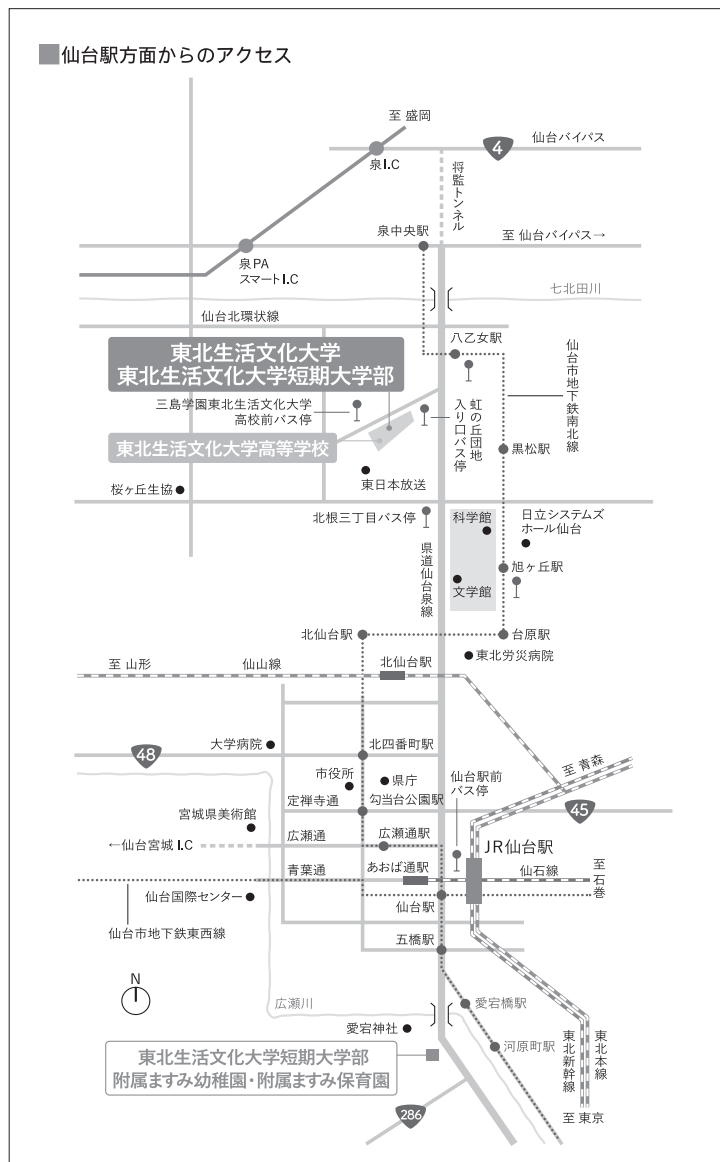 仙台駅方面からのアクセス
至 盛岡
4
仙台バイパス
泉I.C
将監トンネル
泉中央駅
至 仙台バイパス→
泉PA
スマートI.C
七北田川
仙台北環状線
八乙女駅
仙台市地下鉄南北線
東北生活文化大学
東北生活文化大学短期大学部
三島学園東北生活文化大学
高校前バス停
虹の丘団地
入り口バス停
東北生活文化大学高等学校
黒松駅
東日本放送
桜ヶ丘生協
北根三丁目バス停
科学館
日立システムズ
ホール仙台
県道仙台泉線
旭ヶ丘駅
文学館
北仙台駅
台原駅
東北労災病院
至 山形
仙山線
北仙台駅
大学病院
48
北四番町駅
至 青森
市役所
県庁
仙台駅前
バス停
定禅寺通
勾当台公園駅
45
宮城県美術館
広瀬通
広瀬通駅
JR仙台駅
←仙台宮城 I.C
青葉通
あおば通駅
仙石線
至 石巻
仙台国際センター
仙台駅
仙台市地下鉄東西線
五橋駅
N
広瀬川
愛宕橋駅
愛宕神社
河原町駅
東北新幹線
東北本線
東北生活文化大学短期大学部
附属ますみ幼稚園・附属ますみ保育園
286
至 東京